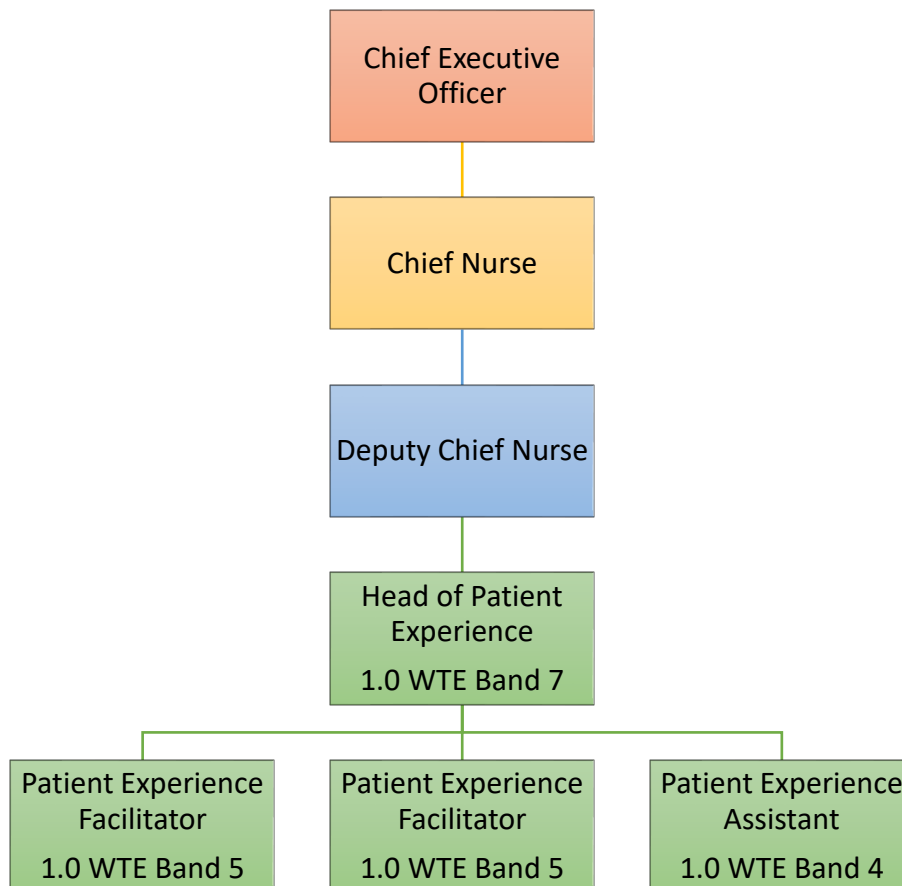 Chief Executive
Officer
Chief Nurse
Deputy Chief Nurse
Head of Patient
Experience
1.0 WTE Band 7
Patient Experience
Facilitator
1.0 WTE Band 5
Patient Experience
Facilitator
1.0 WTE Band 5
Patient Experience
Assistant
1.0 WTE Band 4